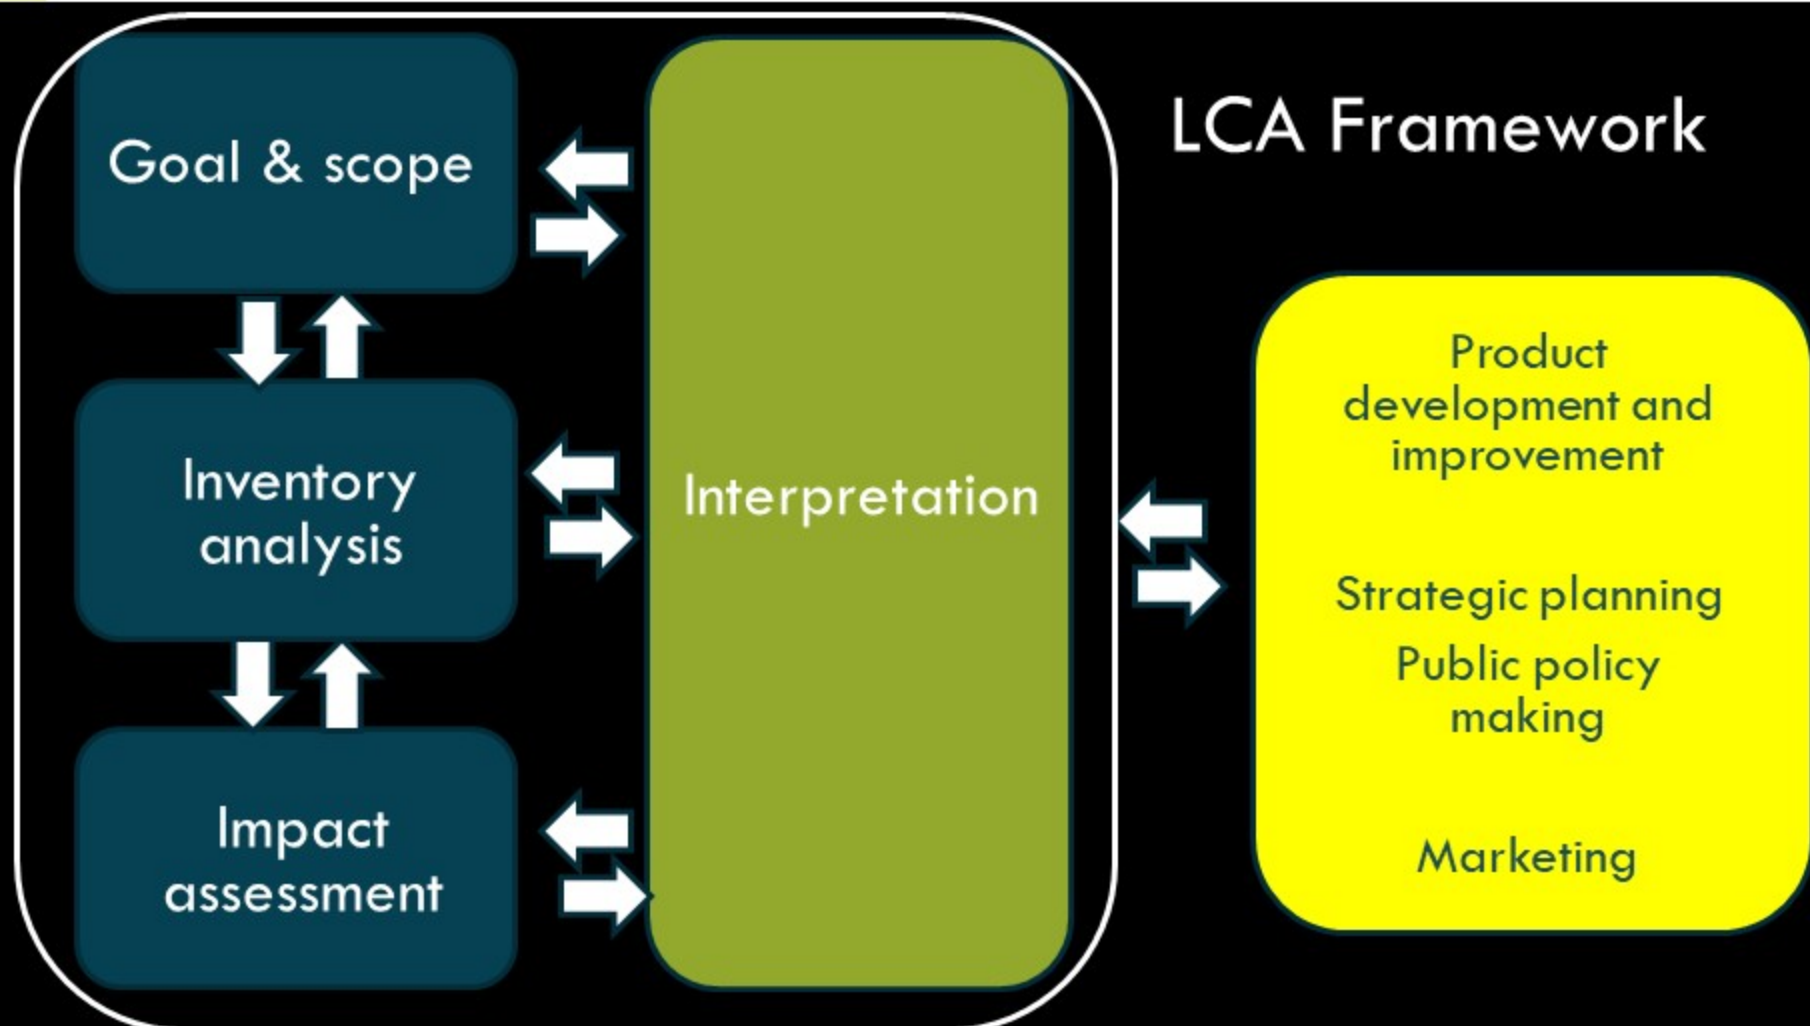 Goal & scope
Inventory
analysis
Impact
assessment
Interpretation
LCA Framework
Product
development and
improvement
Strategic planning
Public policy
making
Marketing